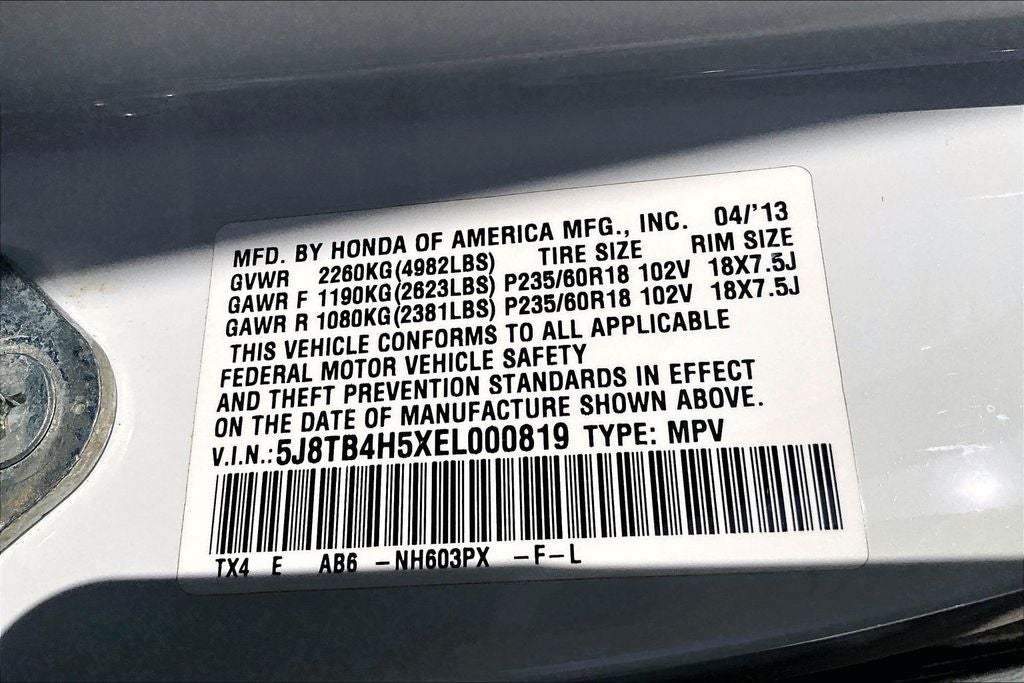 MFD. BY HONDA OF AMERICA MFG., INC. 04/'13
GVWR 2260KG(4982LBS) TIRE SIZE RIM SIZE
GAWR F 1190KG(2623LBS) P235/60R18 102V 18X7.5J
GAWR R 1080KG(2381LBS) P235/60R18 102V 18X7.5J
THIS VEHICLE CONFORMS TO ALL APPLICABLE
FEDERAL MOTOR VEHICLE SAFETY
AND THEFT PREVENTION STANDARDS IN EFFECT
ON THE DATE OF MANUFACTURE SHOWN ABOVE.
V.I.N.: 5J8TB4H5XEL000819 TYPE: MPV
TX4 E AB6 -NH603PX -F-L